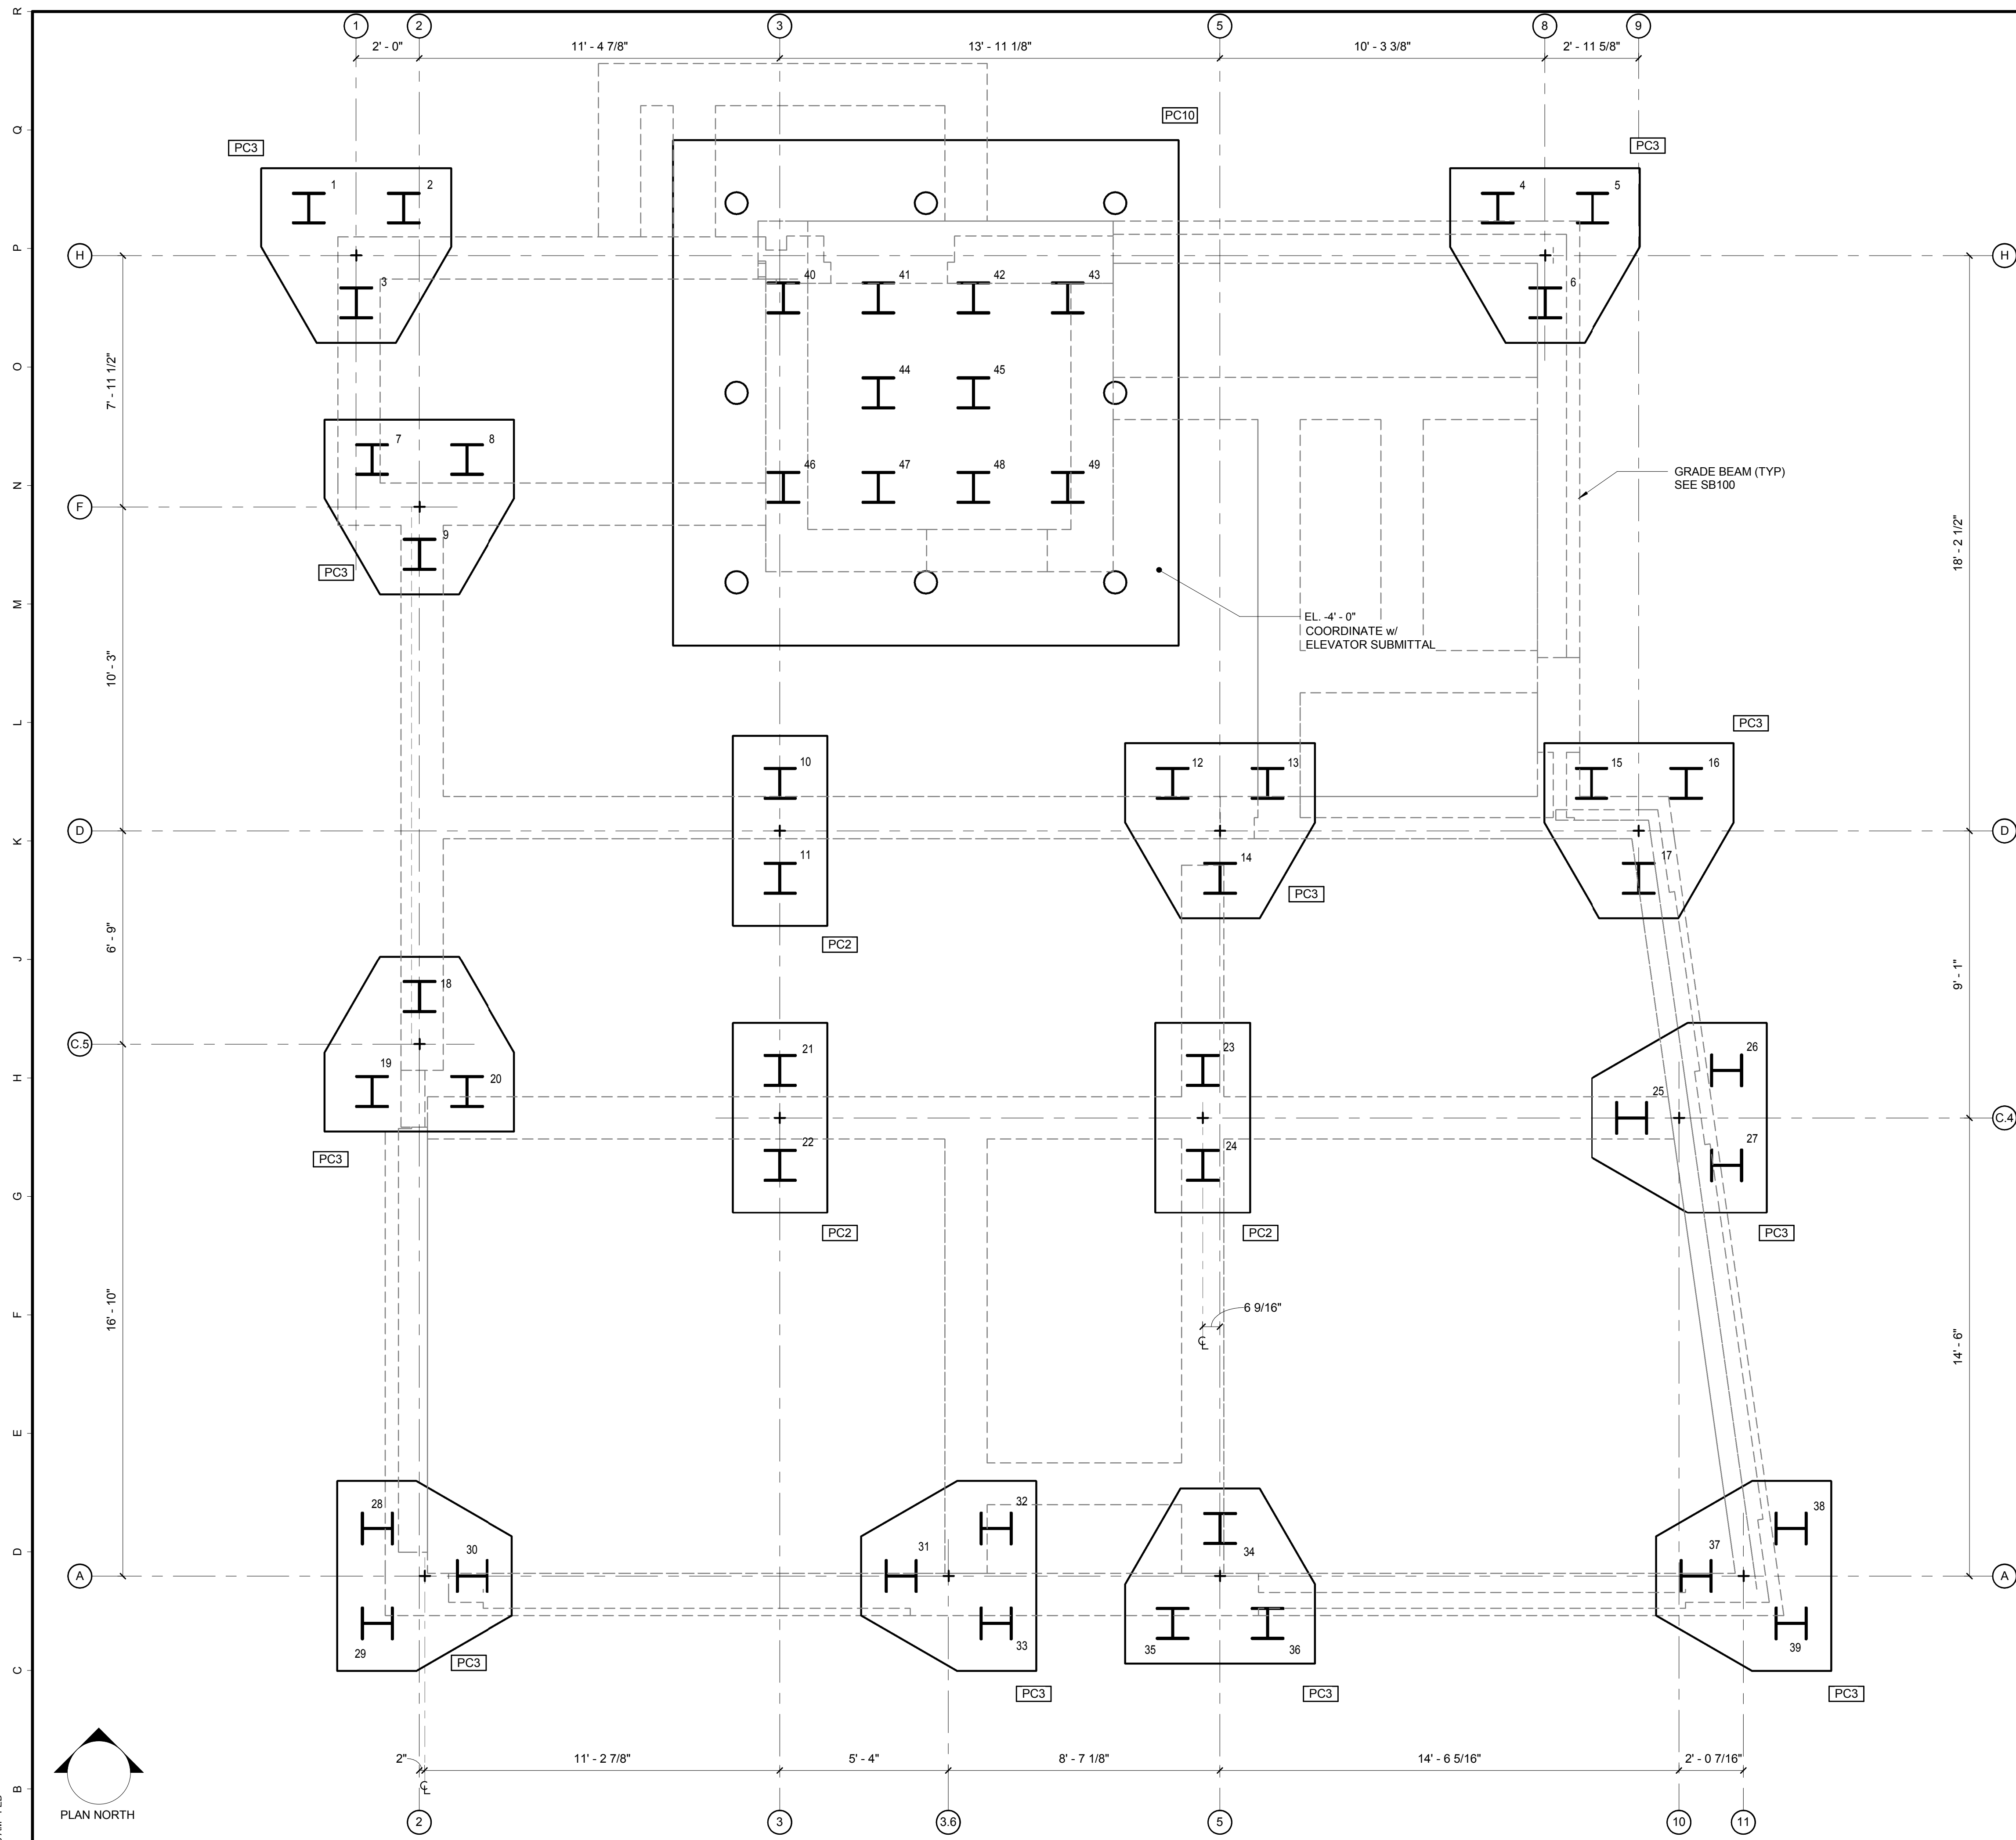 R
1
2
3
5
8
9
2' - 0"
11' - 4 7/8"
13' - 11 1/8"
10' - 3 3/8"
2' - 11 5/8"
Q
PC10
PC3
PC3
1
2
4
5
P
H
H
3
6
40
41
42
43
7' - 11 1/2"
O
44
45
7
8
46
47
48
49
N
GRADE BEAM (TYP)
SEE SB100
F
9
18' - 2 1/2"
PC3
M
EL. -4' - 0"
COORDINATE w/
ELEVATOR SUBMITTAL
10' - 3"
L
PC3
10
12
13
15
16
D
D
K
11
14
17
PC3
6' - 9"
PC2
J
9' - 1"
18
C.5
21
23
26
19
20
H
25
C.4
22
24
27
PC3
G
PC2
PC2
PC3
F
16' - 10"
6 9/16"
CL
14' - 6"
E
28
32
38
D
30
31
34
37
A
A
29
33
35
36
39
PC3
C
PC3
PC3
PC3
2"
11' - 2 7/8"
5' - 4"
8' - 7 1/8"
14' - 6 5/16"
2' - 0 7/16"
CL
B
PLAN NORTH
2
3
3.6
5
10
11